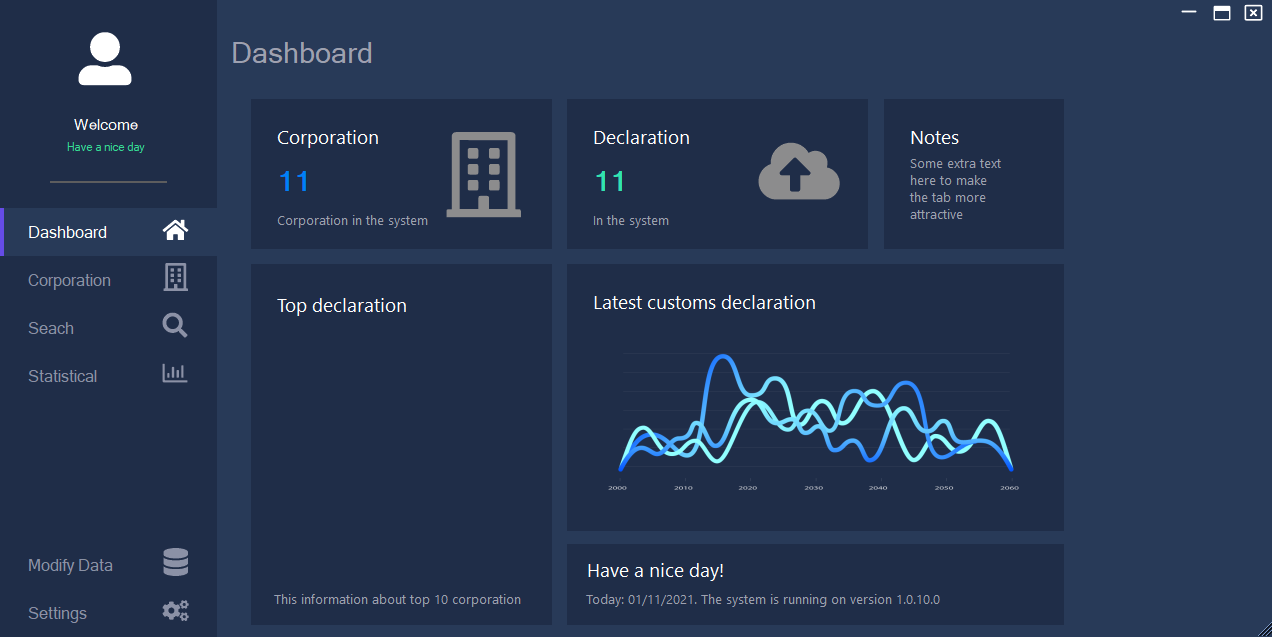 Welcome
Have a nice day
Dashboard
Corporation
Seach
Statistical
Modify Data
Settings
Dashboard
Corporation
11
Corporation in the system
Declaration
11
In the system
Notes
Some extra text
here to make
the tab more
attractive
Top declaration
This information about top 10 corporation
Latest customs declaration
2000 2010 2020 2030 2040 2050 2060
Have a nice day!
Today: 01/11/2021. The system is running on version 1.0.10.0